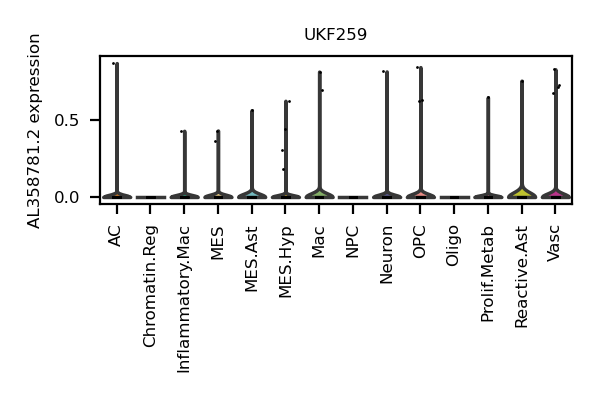 UKF259
AL358781.2 expression
0.5
0.0
AC
Chromatin.Reg
Inflammatory.Mac
MES
MES.Ast
MES.Hyp
Mac
NPC
Neuron
OPC
Oligo
Prolif.Metab
Reactive.Ast
Vasc